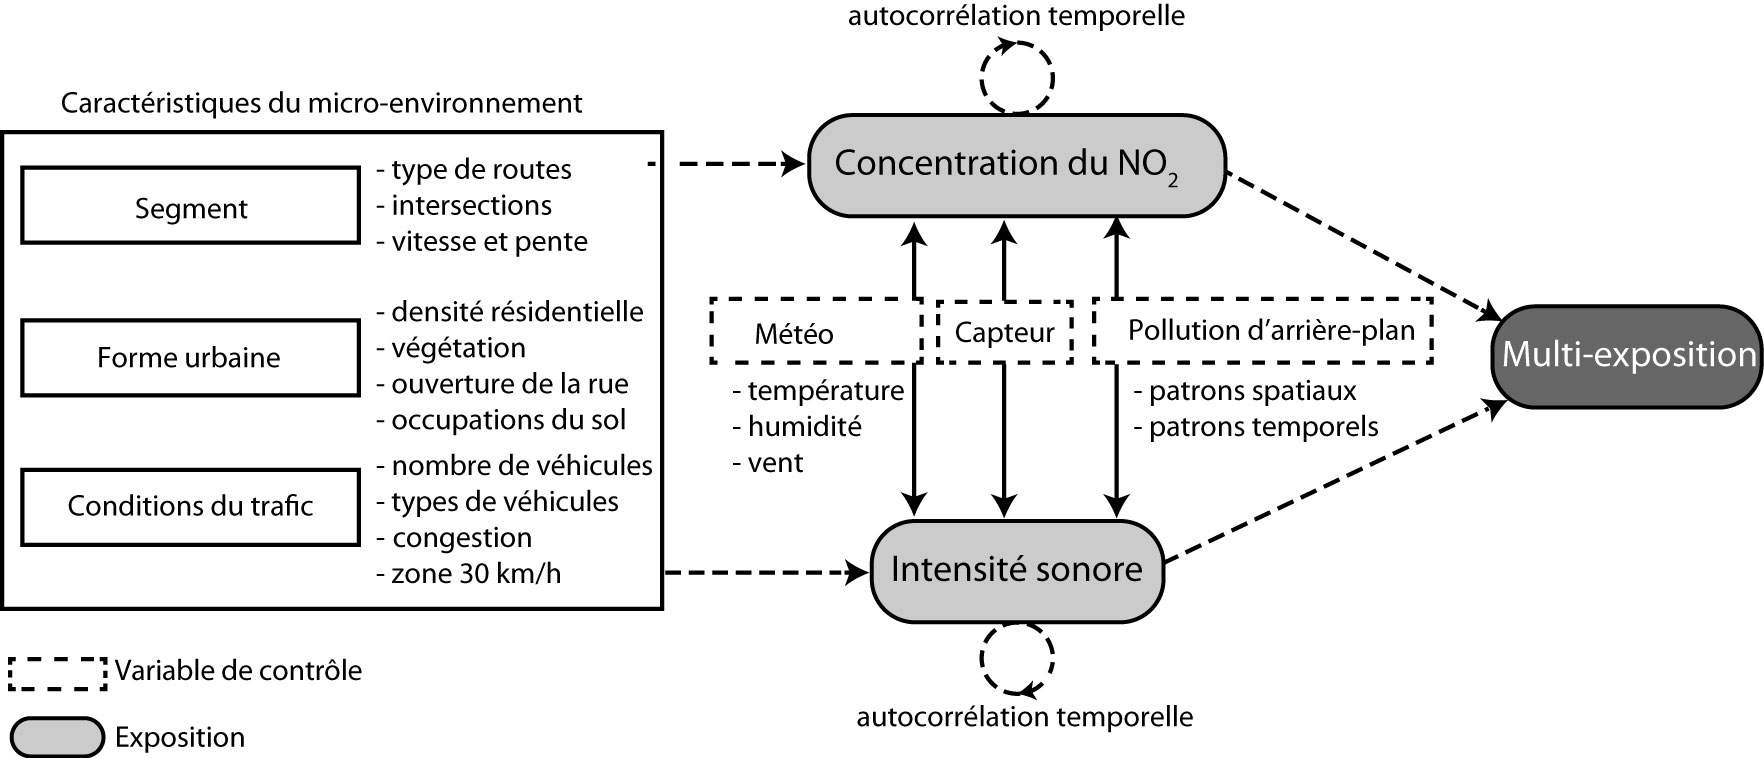 autocorrélation temporelle
Caractéristiques du micro-environnement
Segment
- type de routes
- intersections
- vitesse et pente
Forme urbaine
- densité résidentielle
- végétation
- ouverture de la rue
- occupations du sol
Conditions du trafic
- nombre de véhicules
- types de véhicules
- congestion
- zone 30 km/h
Concentration du NO₂
Météo
- température
- humidité
- vent
Capteur
Pollution d'arrière-plan
- patrons spatiaux
- patrons temporels
Multi-exposition
Intensité sonore
autocorrélation temporelle
Variable de contrôle
Exposition